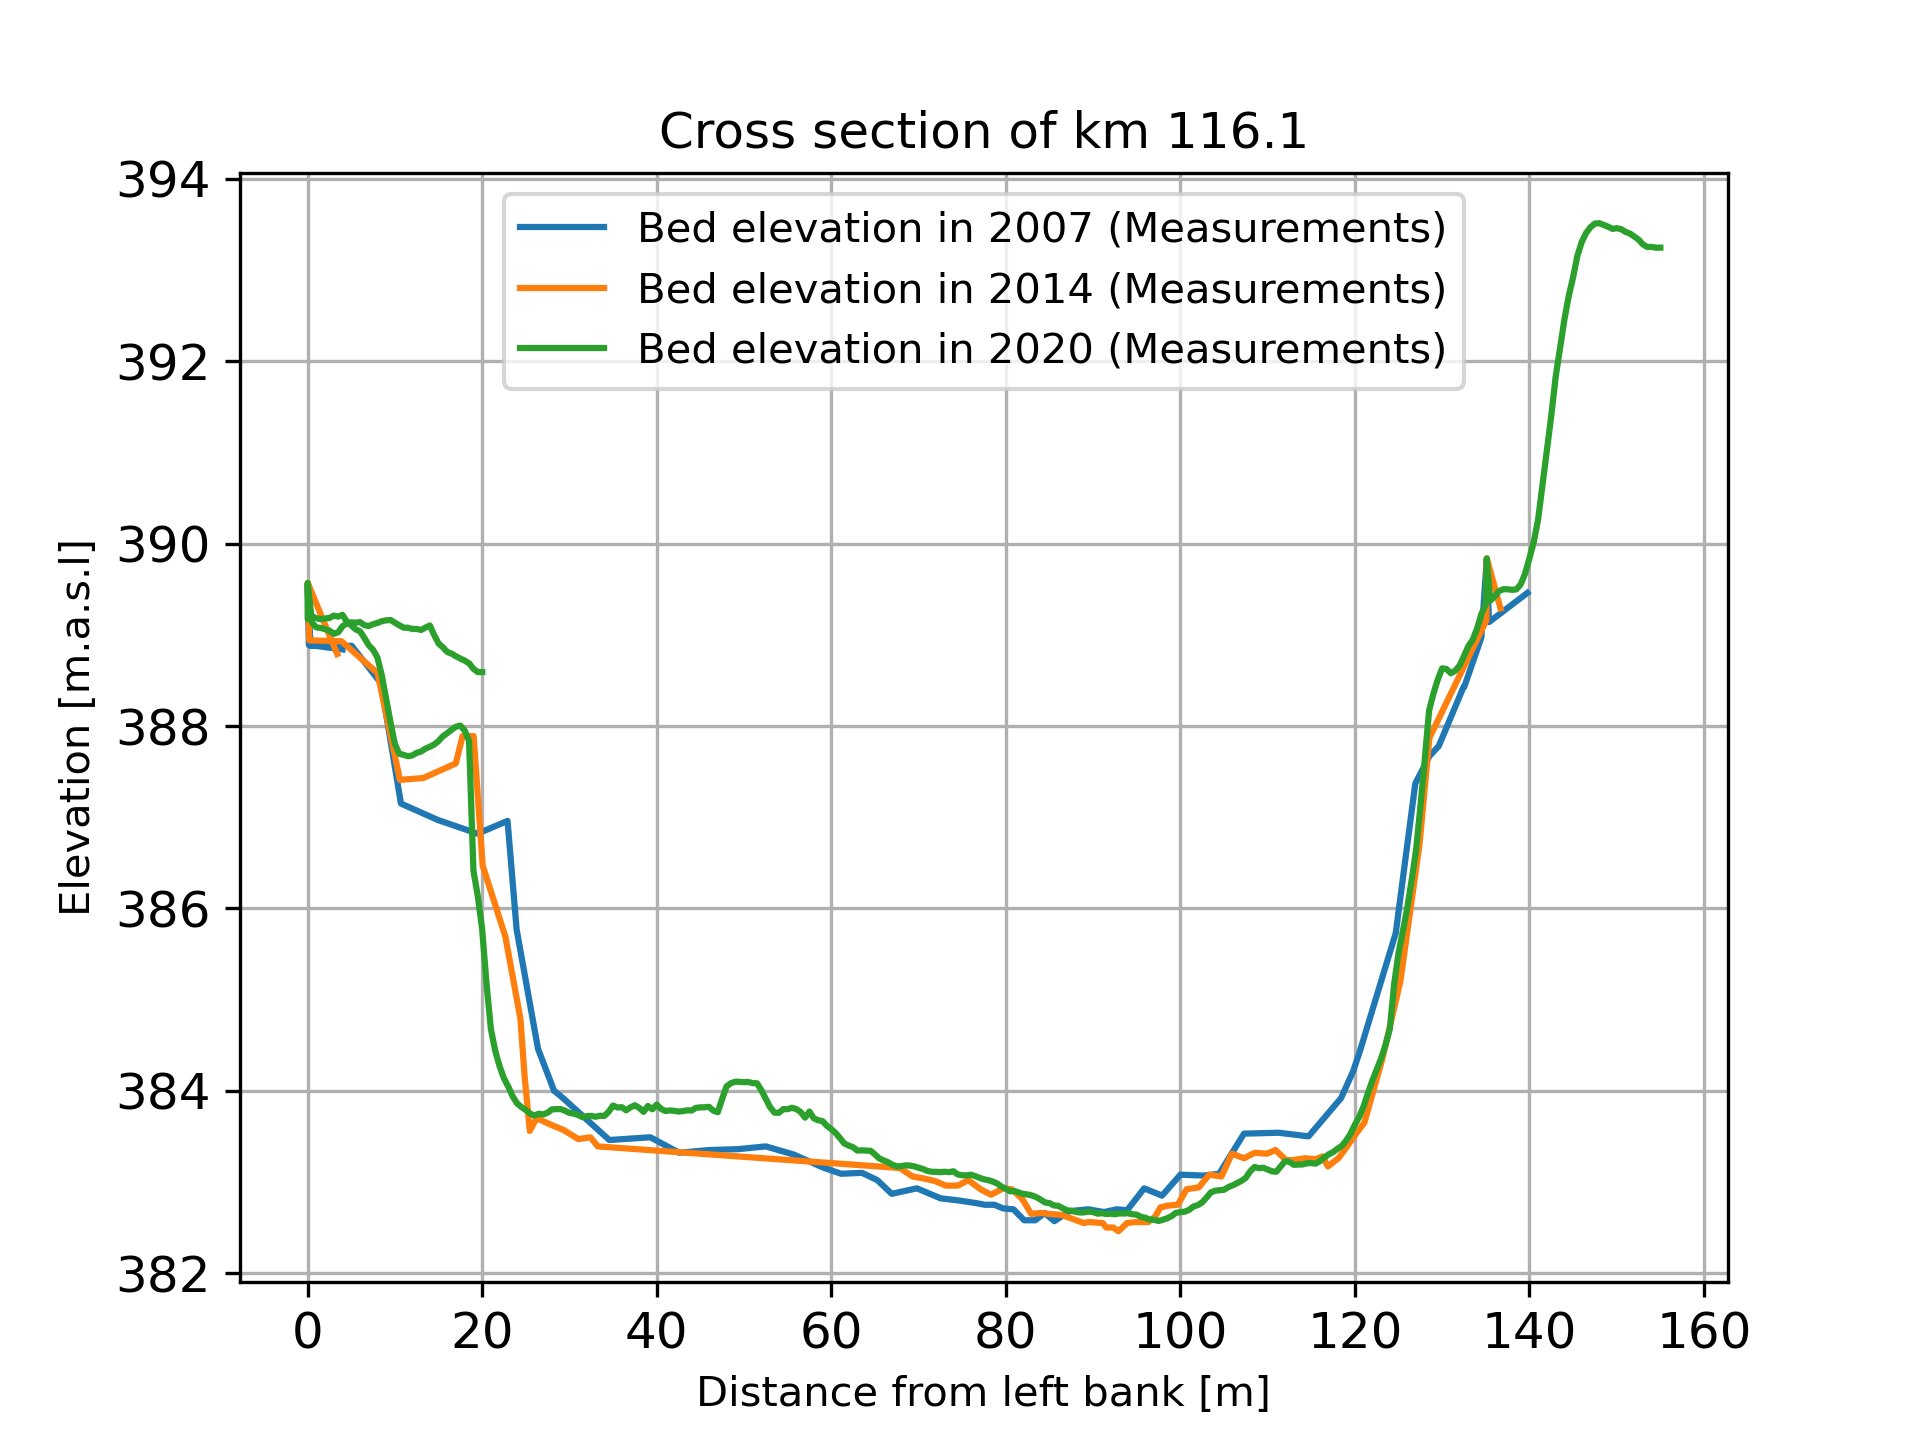 Cross section of km 116.1
Bed elevation in 2007 (Measurements)
Bed elevation in 2014 (Measurements)
Bed elevation in 2020 (Measurements)
Elevation [m.a.s.l]
394
392
390
388
386
384
382
0 20 40 60 80 100 120 140 160
Distance from left bank [m]